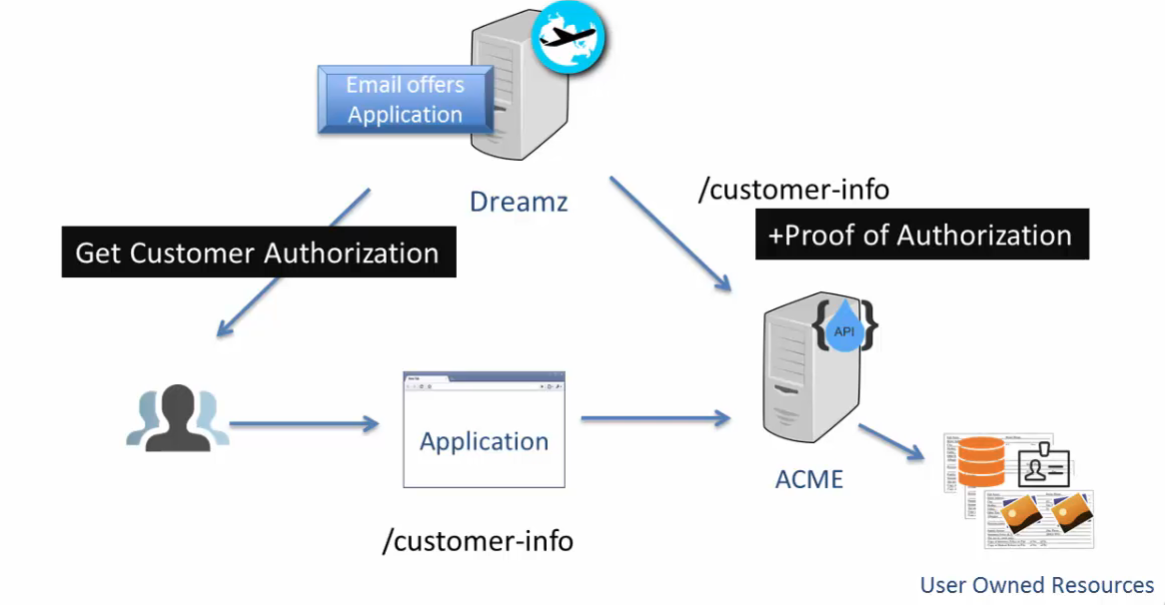 Email offers
Application
Dreamz
/customer-info
+Proof of Authorization
Get Customer Authorization
API
Application
ACME
/customer-info
User Owned Resources